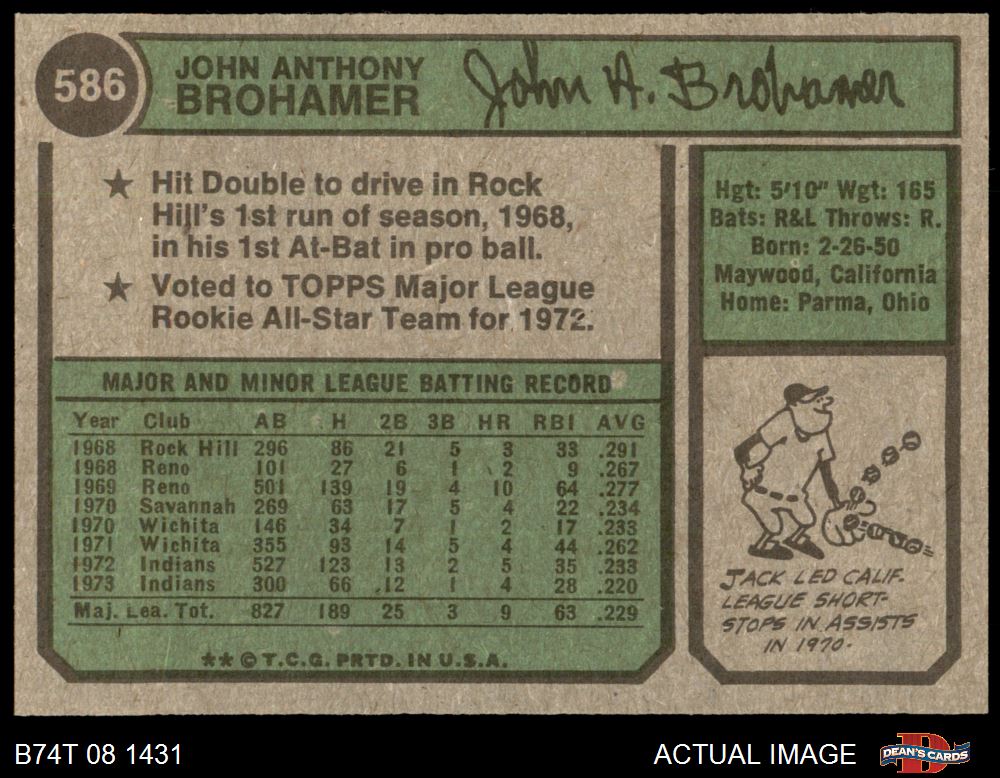 586
JOHN ANTHONY
BROHAMER
John A. Brohamer
★ Hit Double to drive in Rock
Hill's 1st run of season, 1968,
in his 1st At-Bat in pro ball.
★ Voted to TOPPS Major League
Rookie All-Star Team for 1972.
Hgt: 5'10" Wgt: 165
Bats: R&L Throws: R.
Born: 2-26-50
Maywood, California
Home: Parma, Ohio
MAJOR AND MINOR LEAGUE BATTING RECORD
Year Club AB H 2B 3B HR RBI AVG
1968 Rock Hill 296 86 21 5 3 33 .291
1968 Reno 101 27 6 1 2 9 .267
1969 Reno 501 139 19 4 10 64 .277
1970 Savannah 269 63 17 5 4 22 .234
1970 Wichita 146 34 7 1 2 17 .233
1971 Wichita 355 93 14 5 4 44 .262
1972 Indians 527 123 13 2 5 35 .233
1973 Indians 300 66 12 1 4 28 .220
Maj. Lea. Tot. 827 189 25 3 9 63 .229
** © T.C.G. PRTD. IN U.S.A.
JACK LED CALIF.
LEAGUE SHORT-
STOPS IN ASSISTS
IN 1970.
B74T 08 1431
ACTUAL IMAGE
D
DEAN'S CARDS